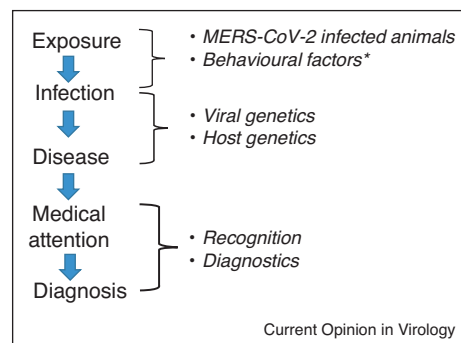 Exposure
• MERS-CoV-2 infected animals
• Behavioural factors*
Infection
• Viral genetics
• Host genetics
Disease
Medical
attention
• Recognition
• Diagnostics
Diagnosis
Current Opinion in Virology